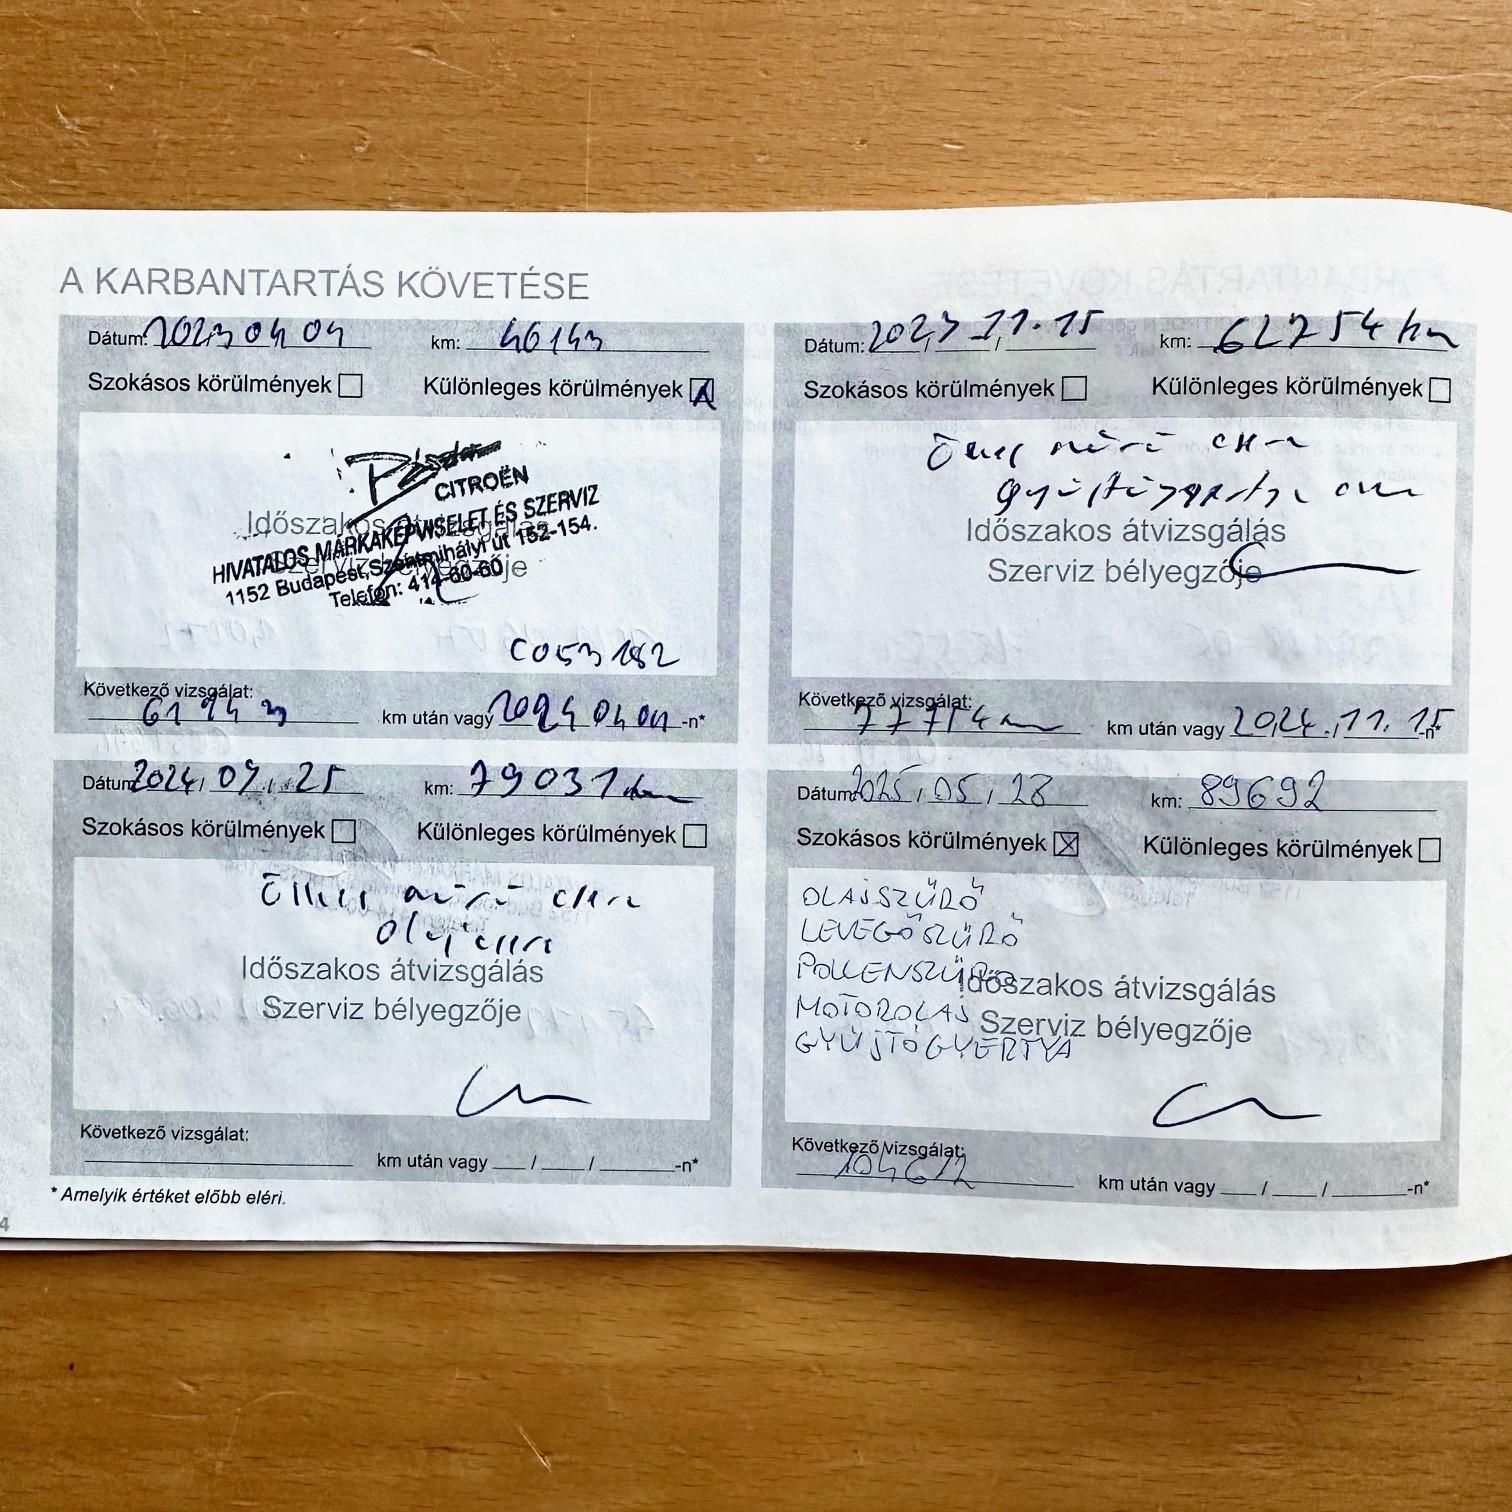 A KARBANTARTÁS KÖVETÉSE
Dátum: 2023 04 04 km: 46143
Szokásos körülmények Különleges körülmények
CITROËN
HIVATALOS MÁRKAKÉPVISELET ÉS SZERVIZ
1152 Budapest, Szentmihályi út 152-154.
Telefon: 414-60-60
Időszakos átvizsgálás
Szerviz bélyegzője
C053182
Következő vizsgálat:
km után vagy 2024 04 04 -n*
Dátum: 2023 11.15 km: 62754 km
Szokásos körülmények Különleges körülmények
Időszakos átvizsgálás
Szerviz bélyegzője
Következő vizsgálat:
77754 km km után vagy 2024.11.15 -n*
Dátum: 2024, 09, 25 km: 79031 km
Szokásos körülmények Különleges körülmények
Időszakos átvizsgálás
Szerviz bélyegzője
Következő vizsgálat:
km után vagy / / -n*
Dátum: 2025, 05, 28 km: 89692
Szokásos körülmények Különleges körülmények
OLAJSZŰRŐ
LEVEGŐSZŰRŐ
POLLENSZŰRŐ
MOTOROLAJ
GYÚJTÓGYERTYA
Időszakos átvizsgálás
Szerviz bélyegzője
Következő vizsgálat:
km után vagy / / -n*
* Amelyik értéket előbb eléri.
4